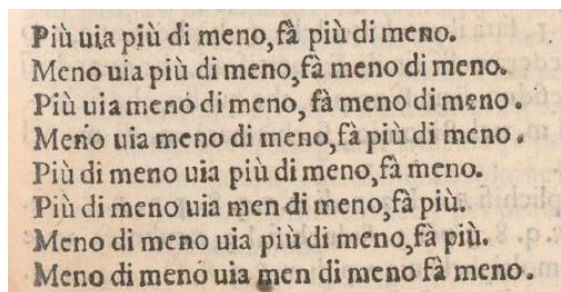 Più uia più di meno, fà più di meno.
Meno uia più di meno, fà meno di meno.
Più uia meno di meno, fà meno di meno.
Meno uia meno di meno, fà più di meno.
Più di meno uia più di meno, fà meno.
Più di meno uia men di meno, fà più.
Meno di meno uia più di meno, fà più.
Meno di meno uia men di meno fà meno.